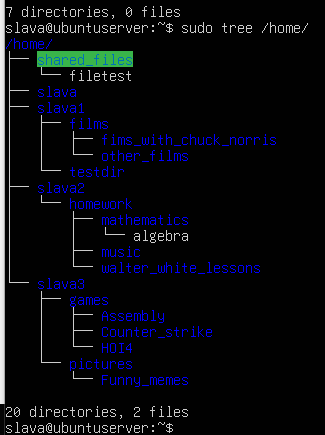 7 directories, 0 files
slava@ubuntuserver:~$ sudo tree /home/
/home/
├── shared_files
│   └── filetest
├── slava
├── slava1
│   ├── films
│   │   ├── fims_with_chuck_norris
│   │   └── other_films
│   └── testdir
├── slava2
│   └── homework
│       ├── mathematics
│       │   └── algebra
│       ├── music
│       └── walter_white_lessons
└── slava3
    ├── games
    │   ├── Assembly
    │   ├── Counter_strike
    │   └── HOI4
    └── pictures
        └── Funny_memes
20 directories, 2 files
slava@ubuntuserver:~$